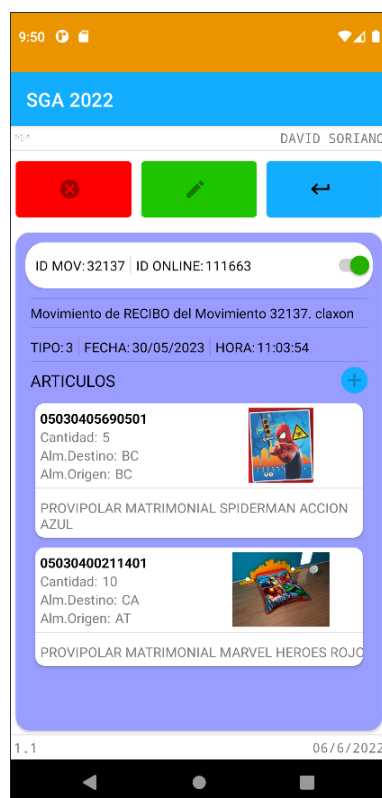 9:50
SGA 2022
SGA
DAVID SORIANO
ID MOV: 32137 ID ONLINE: 111663
Movimiento de RECIBO del Movimiento 32137. claxon
TIPO: 3 FECHA: 30/05/2023 HORA: 11:03:54
ARTICULOS
05030405690501
Cantidad: 5
Alm.Destino: BC
Alm.Origen: BC
PROVIPOLAR MATRIMONIAL SPIDERMAN ACCION
AZUL
05030400211401
Cantidad: 10
Alm.Destino: CA
Alm.Origen: AT
PROVIPOLAR MATRIMONIAL MARVEL HEROES ROJO
1.1
06/6/2022